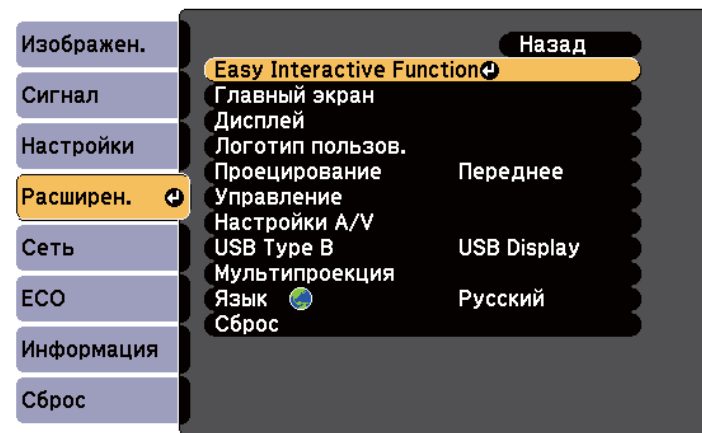 Изображен.
Сигнал
Настройки
Расширен.
Сеть
ECO
Информация
Сброс
Назад
Easy Interactive Function
Главный экран
Дисплей
Логотип пользов.
Проецирование Переднее
Управление
Настройки A/V
USB Type B USB Display
Мультипроекция
Язык Русский
Сброс